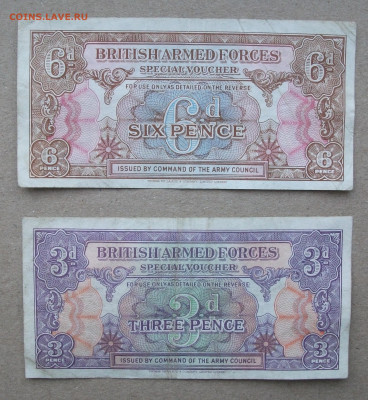 COINS.LAVE.RU
6d 6d
BRITISH ARMED FORCES
SPECIAL VOUCHER
FOR USE ONLY AS DETAILED ON THE REVERSE
6d
SIX PENCE
6 6
PENCE PENCE
ISSUED BY COMMAND OF THE ARMY COUNCIL
3d 3d
BRITISH ARMED FORCES
SPECIAL VOUCHER
FOR USE ONLY AS DETAILED ON THE REVERSE
3d
THREE PENCE
3 3
PENCE PENCE
ISSUED BY COMMAND OF THE ARMY COUNCIL